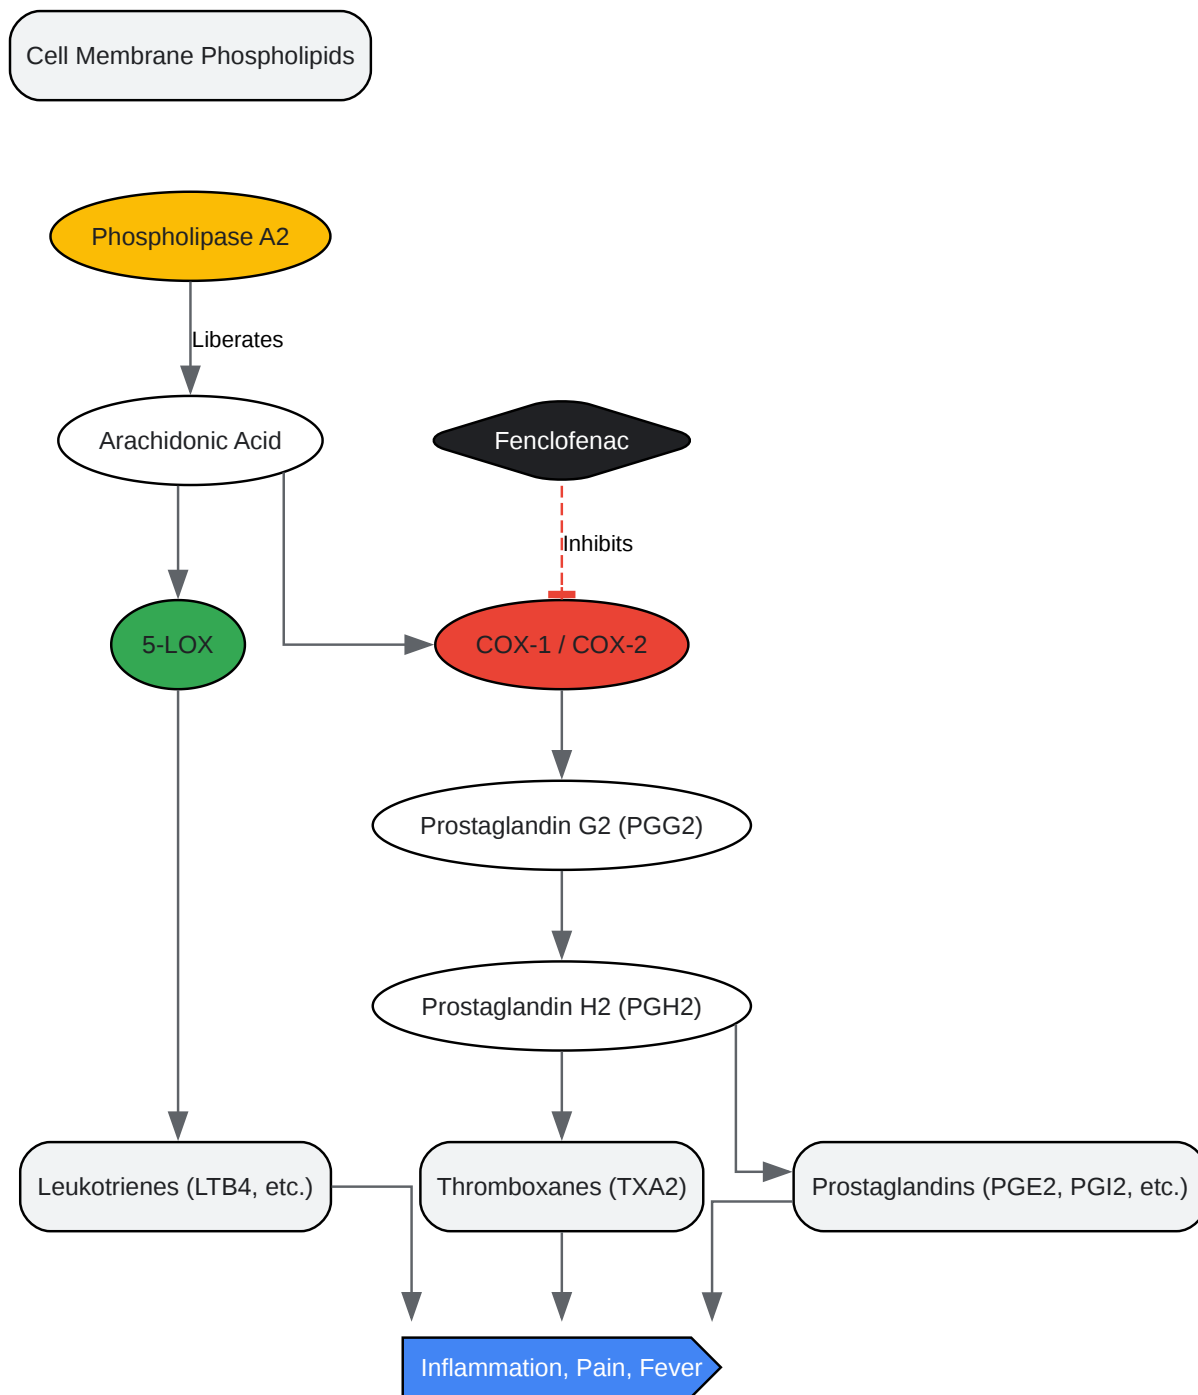 Cell Membrane Phospholipids
Phospholipase A2
Liberates
Arachidonic Acid
Fenclofenac
Inhibits
5-LOX
COX-1 / COX-2
Prostaglandin G2 (PGG2)
Prostaglandin H2 (PGH2)
Leukotrienes (LTB4, etc.)
Thromboxanes (TXA2)
Prostaglandins (PGE2, PGI2, etc.)
Inflammation, Pain, Fever